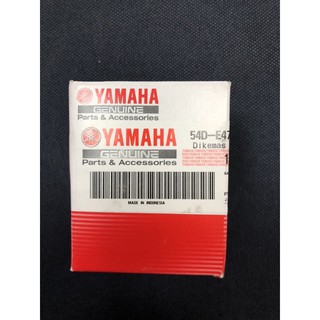 YAMAHA
GENUINE
Parts & Accessories
YAMAHA
GENUINE
Parts & Accessories
54D-E47
Dikemas
MADE IN INDONESIA